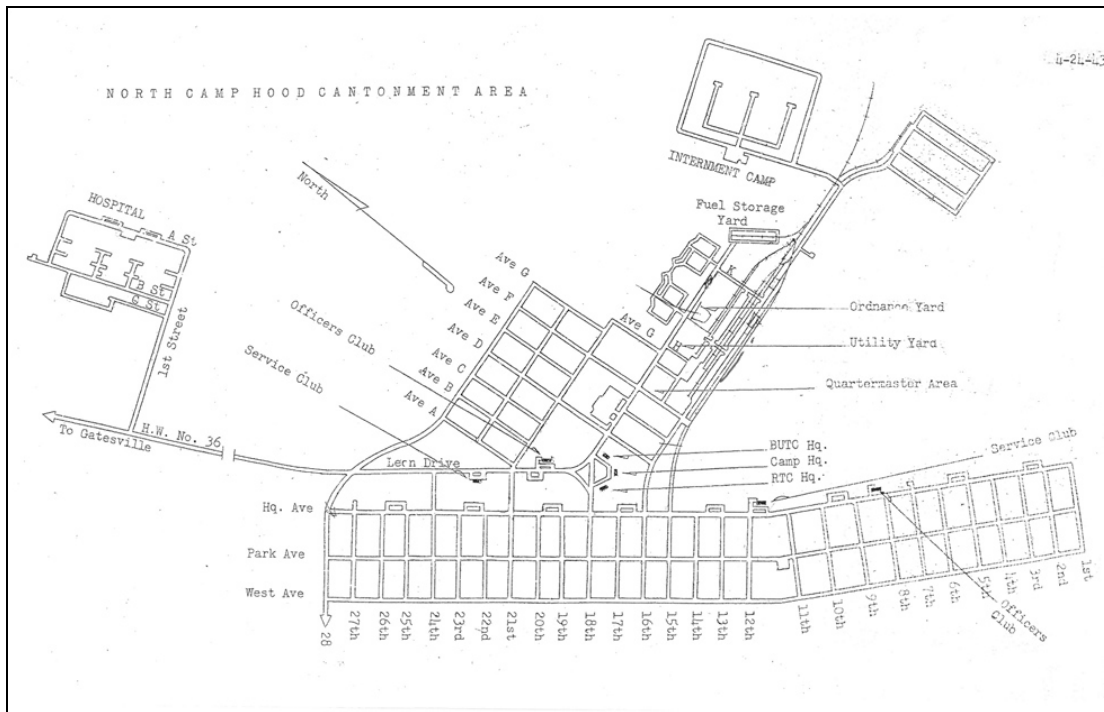 4-24-43
NORTH CAMP HOOD CANTONMENT AREA
North
INTERNMENT CAMP
Fuel Storage
Yard
HOSPITAL
A St
B St
C St
1st Street
Ave G
Ave F
Ave E
Ave D
Ave C
Ave B
Ave A
Ave G
K
H
Officers Club
Service Club
Ordnance Yard
Utility Yard
Quartermaster Area
To Gatesville
H.W. No. 36
Leon Drive
BUTC Hq.
Camp Hq.
RTC Hq.
Service Club
Hq. Ave
Park Ave
West Ave
28
27th
26th
25th
24th
23rd
22nd
21st
20th
19th
18th
17th
16th
15th
14th
13th
12th
11th
10th
9th
8th
7th
6th
5th
4th
3rd
2nd
1st
Officers
Club